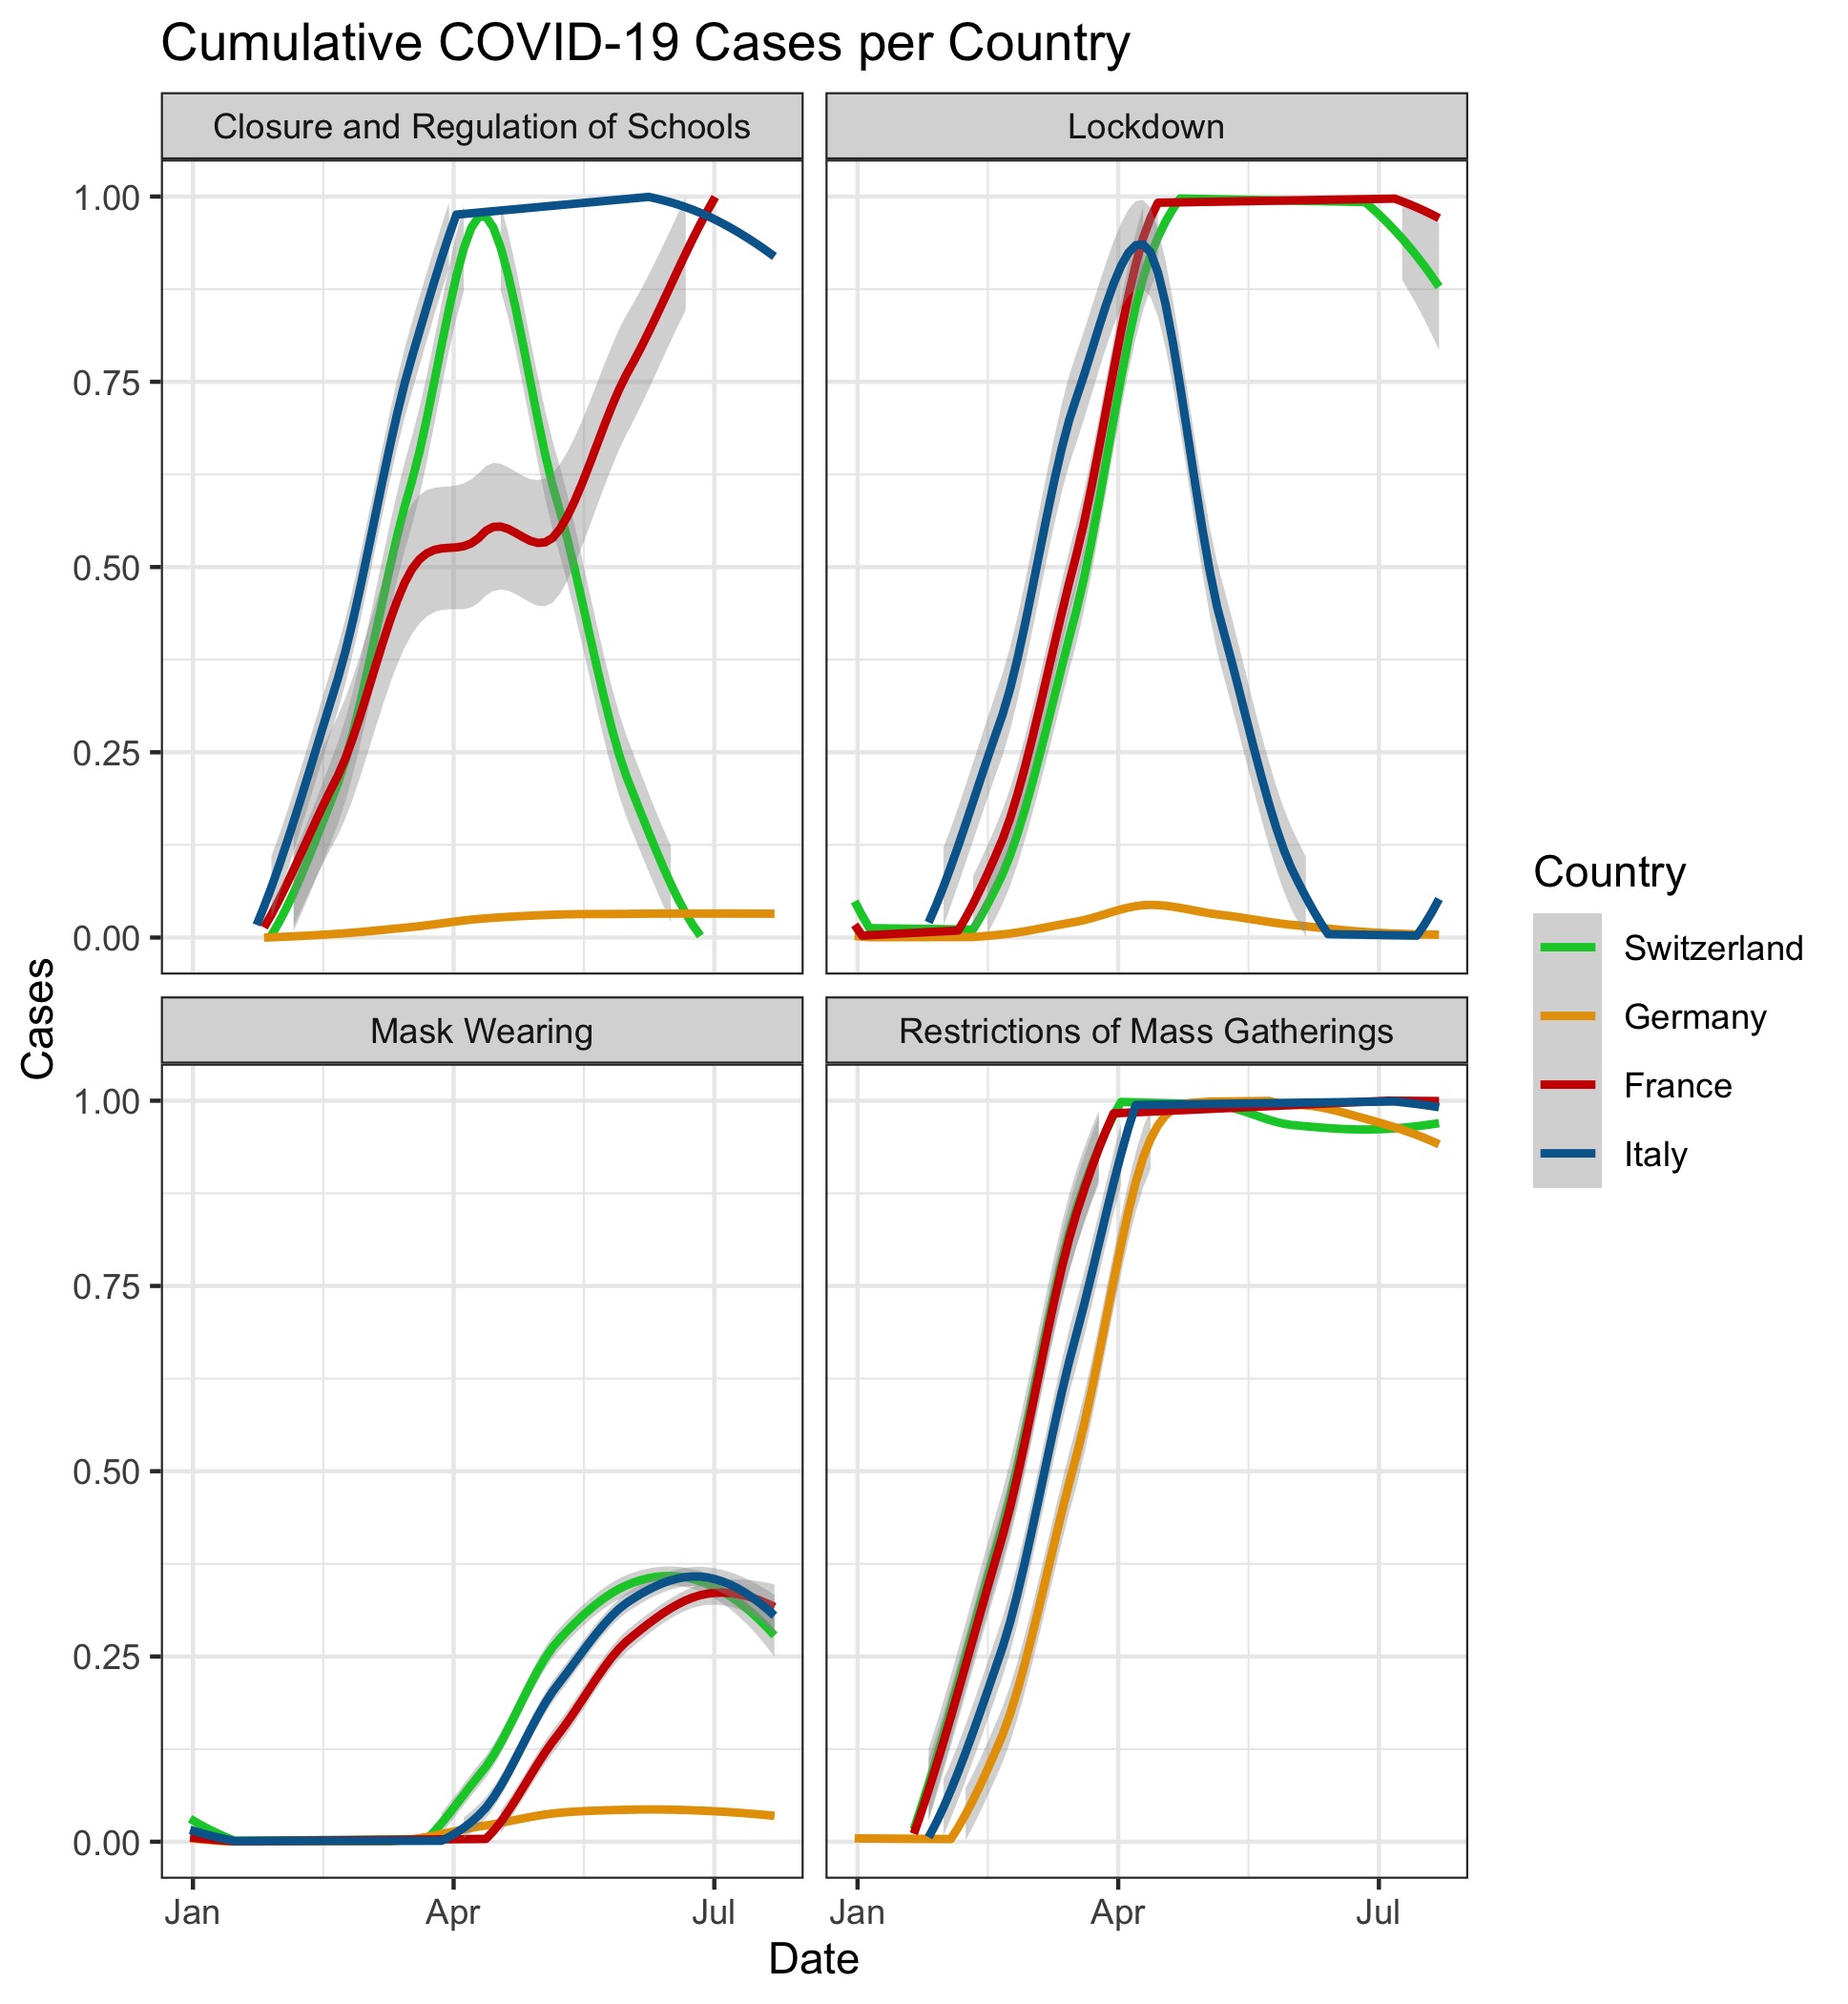 Cumulative COVID-19 Cases per Country
Closure and Regulation of Schools
Lockdown
1.00
0.75
0.50
0.25
0.00
Mask Wearing
Restrictions of Mass Gatherings
1.00
0.75
0.50
0.25
0.00
Jan Apr Jul
Jan Apr Jul
Date
Cases
Country
Switzerland
Germany
France
Italy